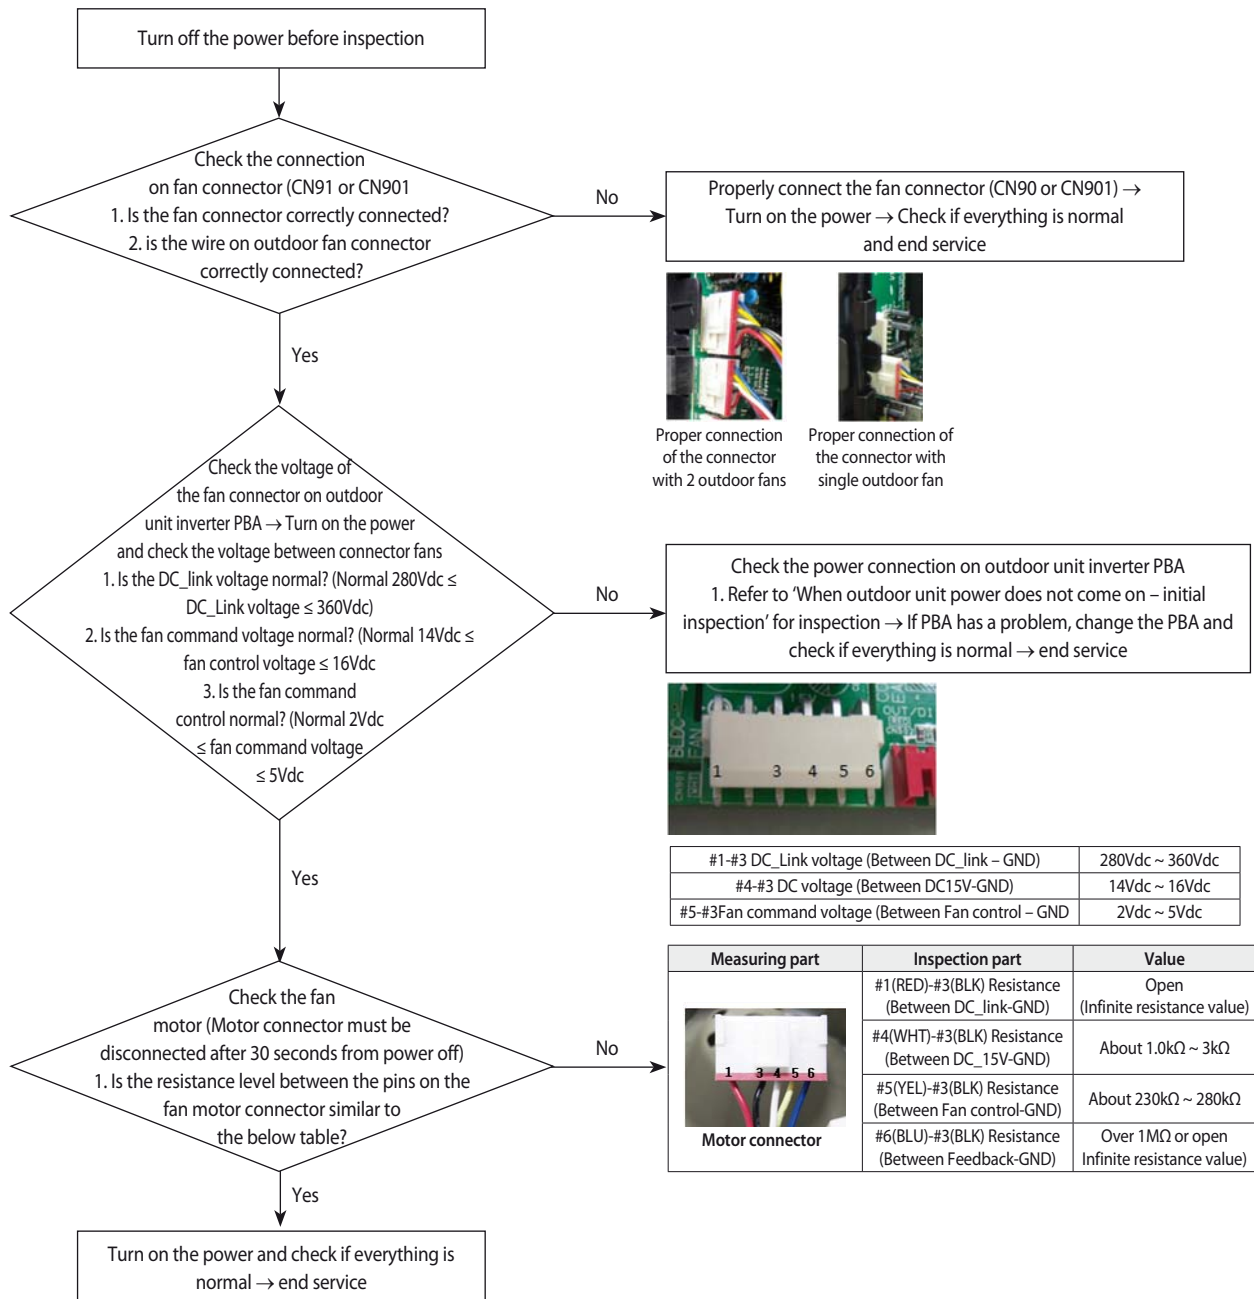 Turn off the power before inspection
Check the connection
on fan connector (CN91 or CN901
1. Is the fan connector correctly connected?
2. is the wire on outdoor fan connector
correctly connected?
No
Properly connect the fan connector (CN90 or CN901) →
Turn on the power → Check if everything is normal
and end service
Proper connection
of the connector
with 2 outdoor fans
Proper connection of
the connector with
single outdoor fan
Yes
Check the voltage of
the fan connector on outdoor
unit inverter PBA → Turn on the power
and check the voltage between connector fans
1. Is the DC_link voltage normal? (Normal 280Vdc ≤
DC_Link voltage ≤ 360Vdc)
2. Is the fan command voltage normal? (Normal 14Vdc ≤
fan control voltage ≤ 16Vdc
3. Is the fan command
control normal? (Normal 2Vdc
≤ fan command voltage
≤ 5Vdc
No
Check the power connection on outdoor unit inverter PBA
1. Refer to ‘When outdoor unit power does not come on – initial
inspection’ for inspection → If PBA has a problem, change the PBA and
check if everything is normal → end service
BLDC
FAN
OUT/D1
CN901
1 3 4 5 6
#1-#3 DC_Link voltage (Between DC_link – GND) 280Vdc ~ 360Vdc
#4-#3 DC voltage (Between DC15V-GND) 14Vdc ~ 16Vdc
#5-#3Fan command voltage (Between Fan control – GND 2Vdc ~ 5Vdc
Yes
Check the fan
motor (Motor connector must be
disconnected after 30 seconds from power off)
1. Is the resistance level between the pins on the
fan motor connector similar to
the below table?
No
Measuring part Inspection part Value
1 3 4 5 6
Motor connector
#1(RED)-#3(BLK) Resistance
(Between DC_link-GND)
Open
(Infinite resistance value)
#4(WHT)-#3(BLK) Resistance
(Between DC_15V-GND)
About 1.0kΩ ~ 3kΩ
#5(YEL)-#3(BLK) Resistance
(Between Fan control-GND)
About 230kΩ ~ 280kΩ
#6(BLU)-#3(BLK) Resistance
(Between Feedback-GND)
Over 1MΩ or open
Infinite resistance value)
Yes
Turn on the power and check if everything is
normal → end service